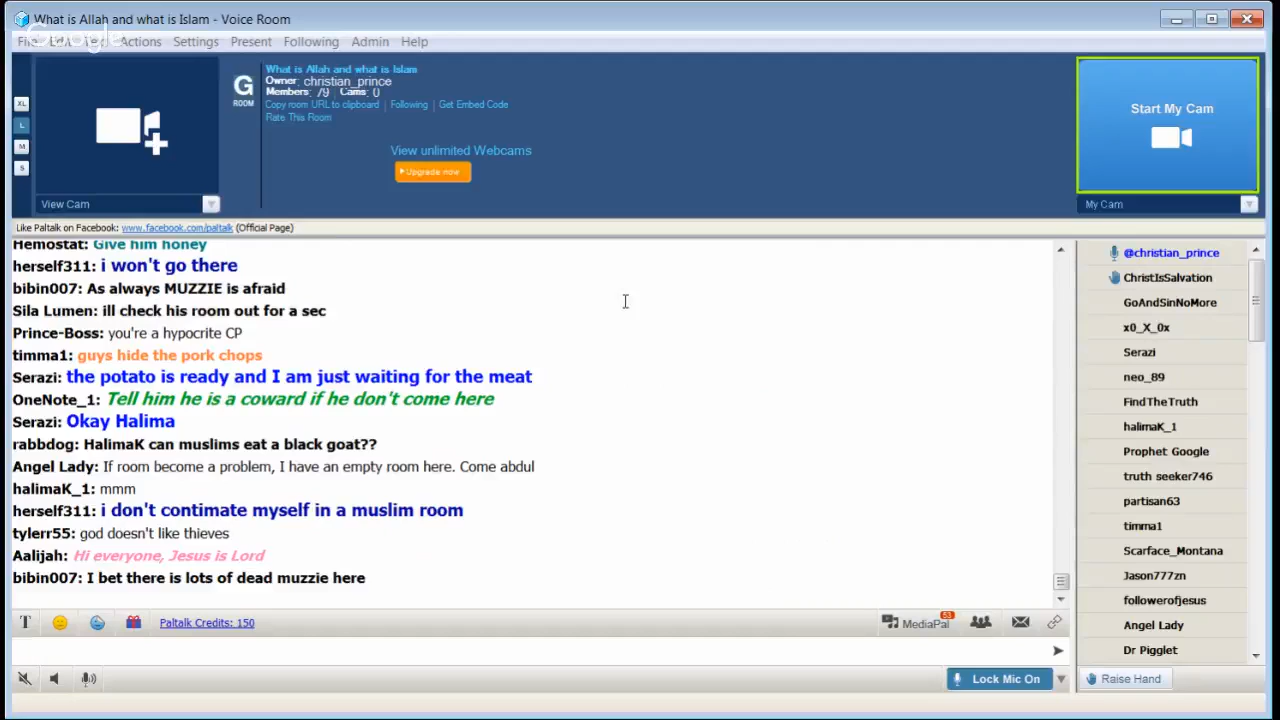 What is Allah and what is Islam - Voice Room
Google
Actions Settings Present Following Admin Help
What is Allah and what is Islam
Owner: christian_prince
Members: 79 Cams: 0
Copy room URL to clipboard | Following | Get Embed Code
Rate This Room
G
ROOM
XL
L
M
S
View unlimited Webcams
Upgrade now
View Cam
Start My Cam
My Cam
Like Paltalk on Facebook: www.facebook.com/paltalk (Official Page)
Hemostat: Give him honey
herself311: i won't go there
bibin007: As always MUZZIE is afraid
Sila Lumen: ill check his room out for a sec
Prince-Boss: you're a hypocrite CP
timma1: guys hide the pork chops
Serazi: the potato is ready and I am just waiting for the meat
OneNote_1: Tell him he is a coward if he don't come here
Serazi: Okay Halima
rabbdog: HalimaK can muslims eat a black goat??
Angel Lady: If room become a problem, I have an empty room here. Come abdul
halimaK_1: mmm
herself311: i don't contimate myself in a muslim room
tylerr55: god doesn't like thieves
Aalijah: Hi everyone, Jesus is Lord
bibin007: I bet there is lots of dead muzzie here
@christian_prince
ChristIsSalvation
GoAndSinNoMore
x0_X_0x
Serazi
neo_89
FindTheTruth
halimaK_1
Prophet Google
truth seeker746
partisan63
timma1
Scarface_Montana
Jason777zn
followerofjesus
Angel Lady
Dr Pigglet
T
Paltalk Credits: 150
MediaPal
53
Lock Mic On
Raise Hand